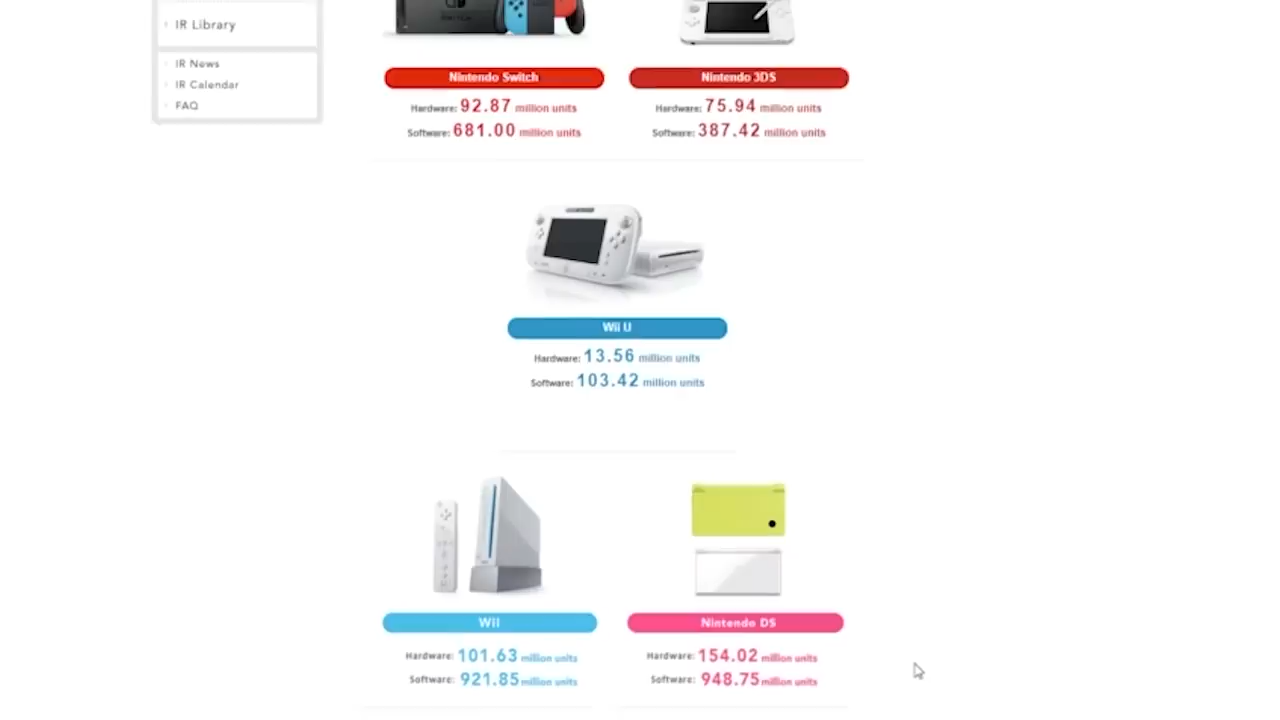 IR Library
IR News
IR Calendar
FAQ
Nintendo Switch
Hardware: 92.87 million units
Software: 681.00 million units
Nintendo 3DS
Hardware: 75.94 million units
Software: 387.42 million units
Wii U
Hardware: 13.56 million units
Software: 103.42 million units
Wii
Hardware: 101.63 million units
Software: 921.85 million units
Nintendo DS
Hardware: 154.02 million units
Software: 948.75 million units